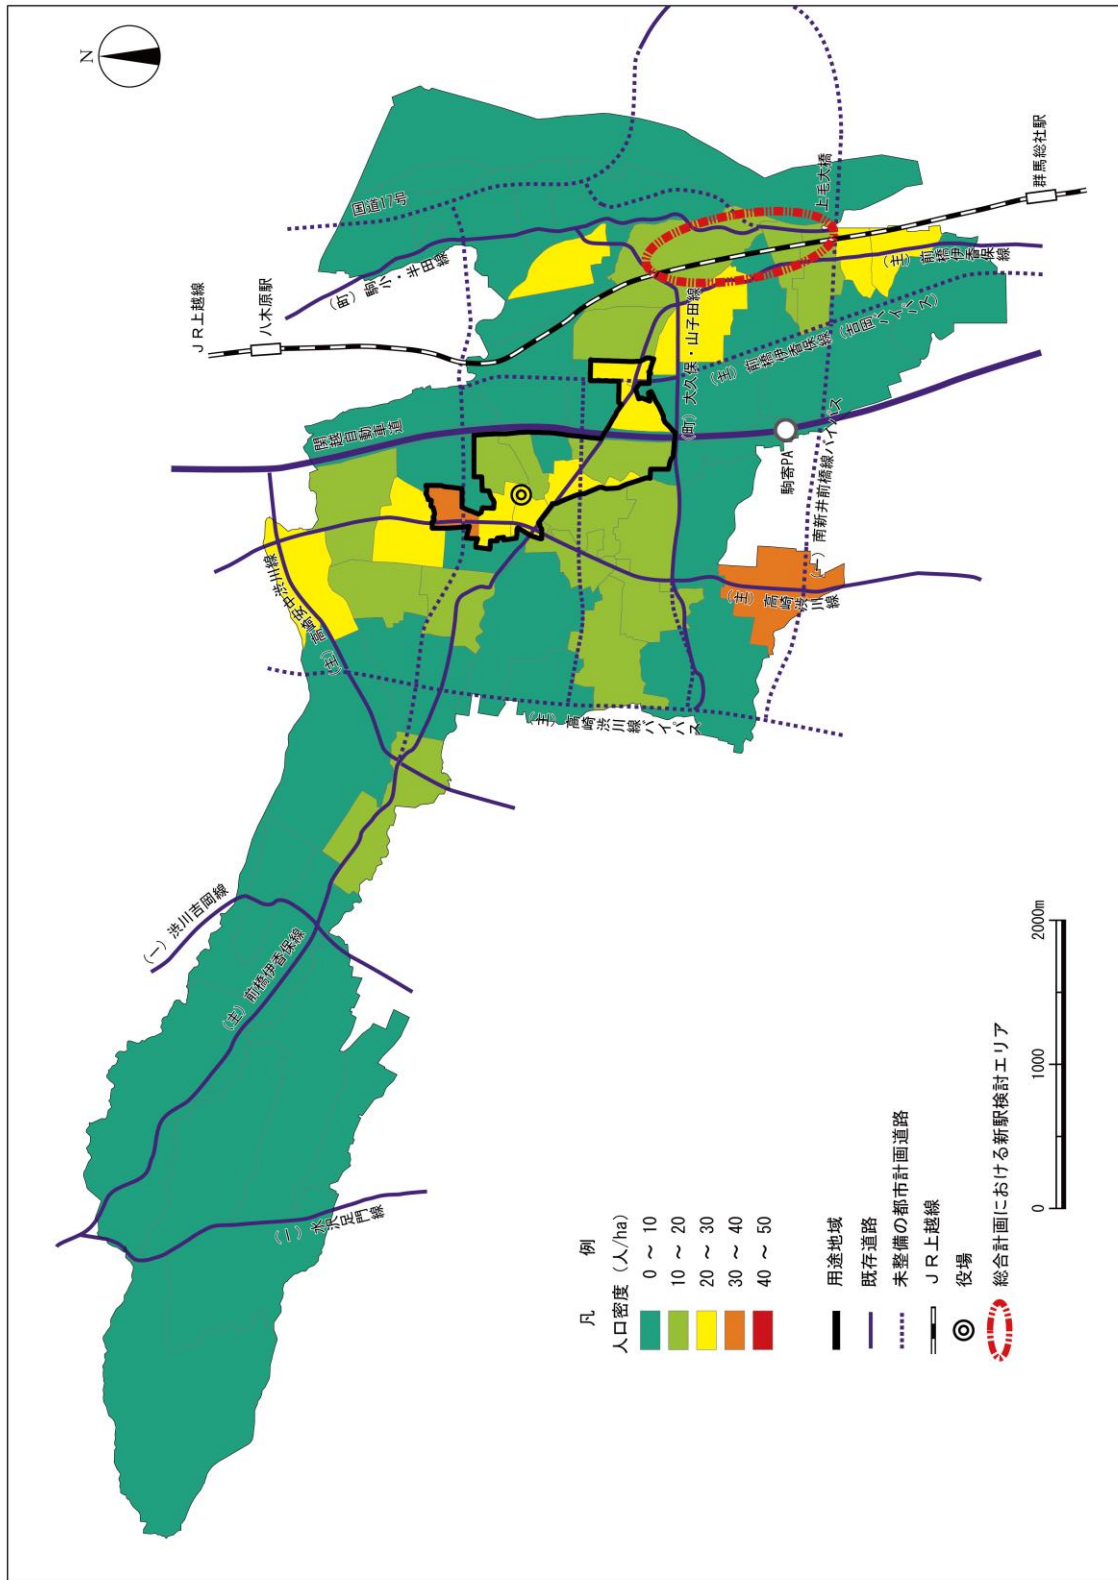 N
ＪＲ上越線
八木原駅
国道17号
（町）駒小・半田線
関越自動車道
（主）高崎安中渋川線
（一）渋川吉岡線
（主）前橋伊香保線
（一）水沢足門線
（主）高崎渋川線バイパス
（町）大久保・山子田線
（主）前橋伊香保線（吉岡バイパス）
上毛大橋
（主）前橋伊香保線
群馬総社駅
駒寄PA
（一）南新井前橋線バイパス
（主）高崎渋川線
凡　例
人口密度（人/ha）
0 ～ 10
10 ～ 20
20 ～ 30
30 ～ 40
40 ～ 50
用途地域
既存道路
未整備の都市計画道路
ＪＲ上越線
役場
総合計画における新駅検討エリア
0
1000
2000m